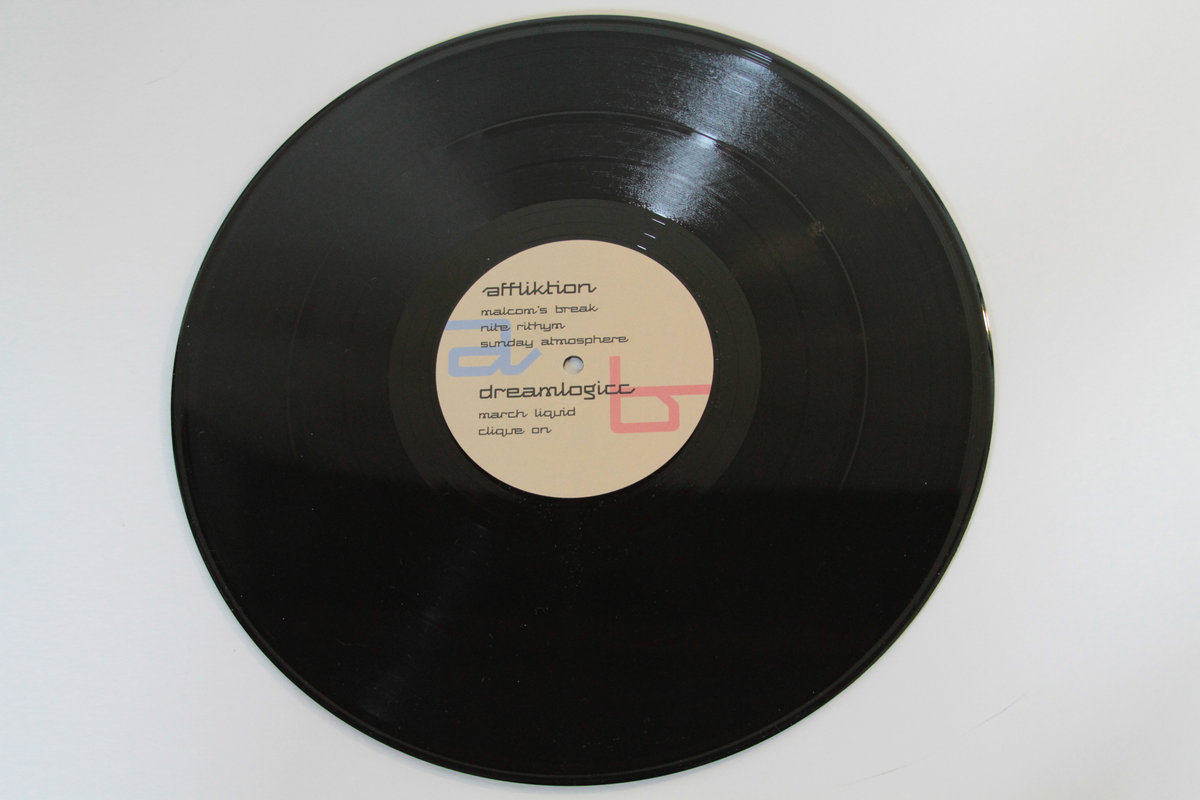 affliktion
malcom's break
nite rithym
sunday atmosphere
a
dreamlogicc
b
march liquid
clique on